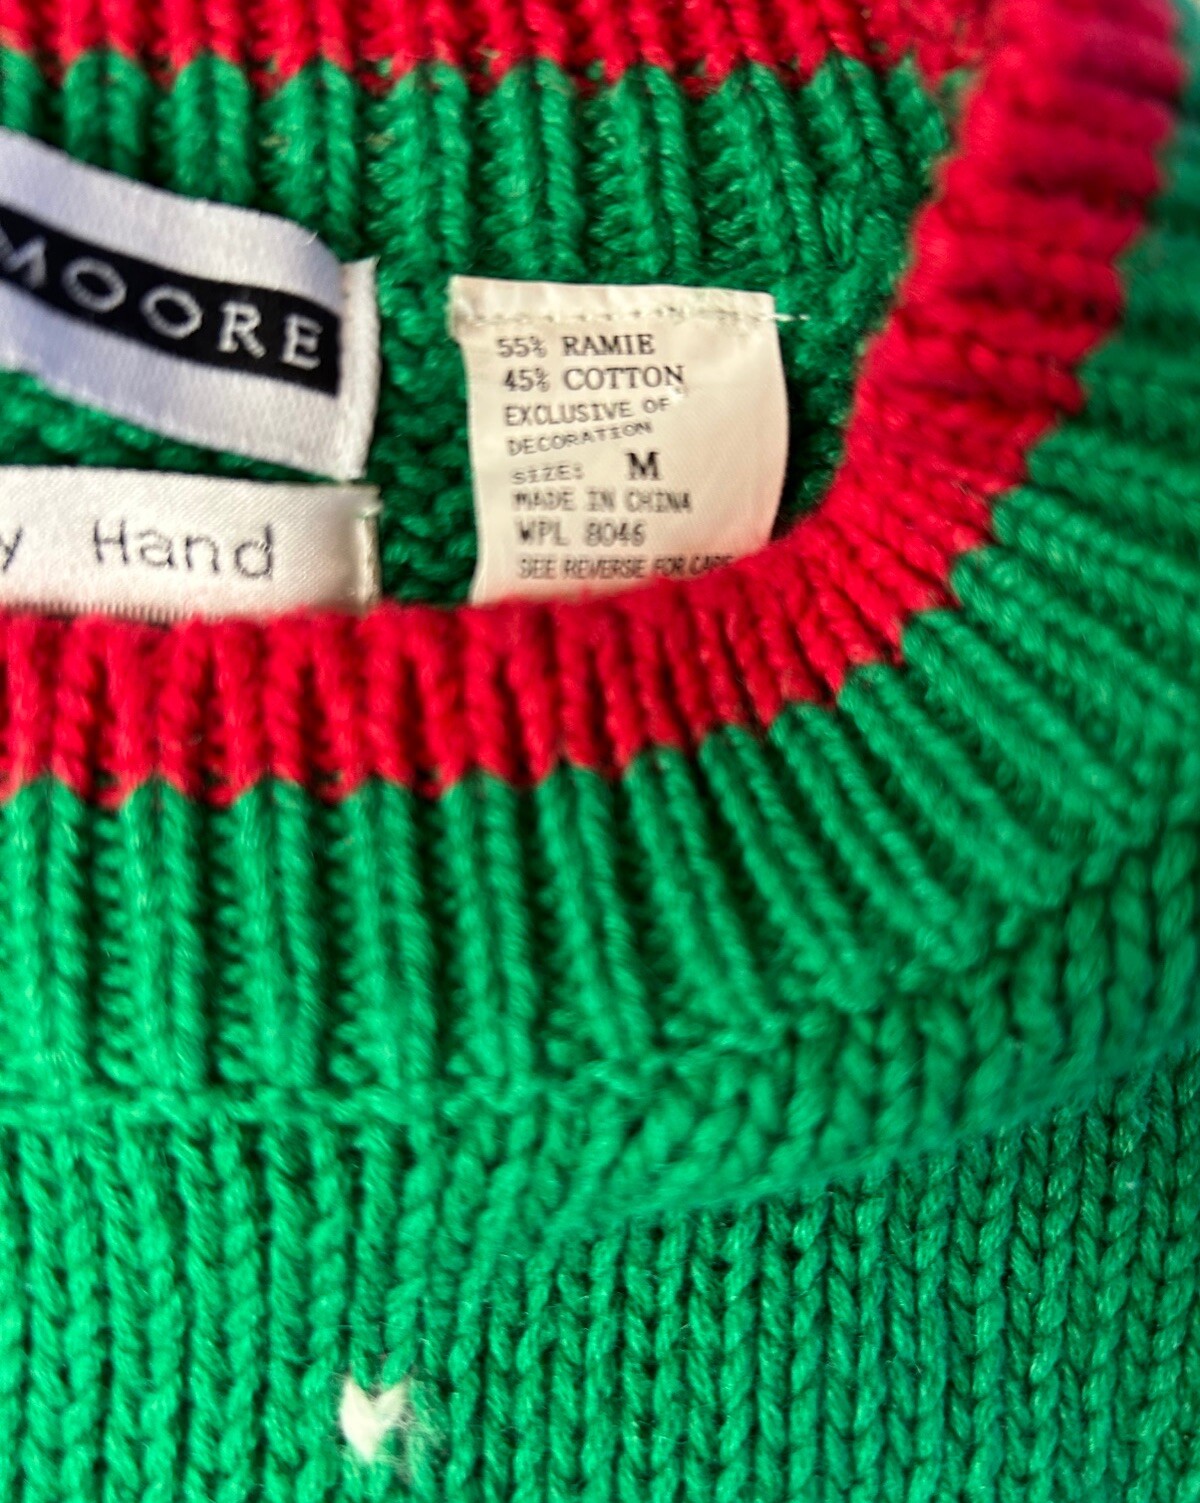 MOORE
y Hand
55% RAMIE
45% COTTON
EXCLUSIVE OF
DECORATION
SIZE: M
MADE IN CHINA
WPL 8046
SEE REVERSE FOR CARE